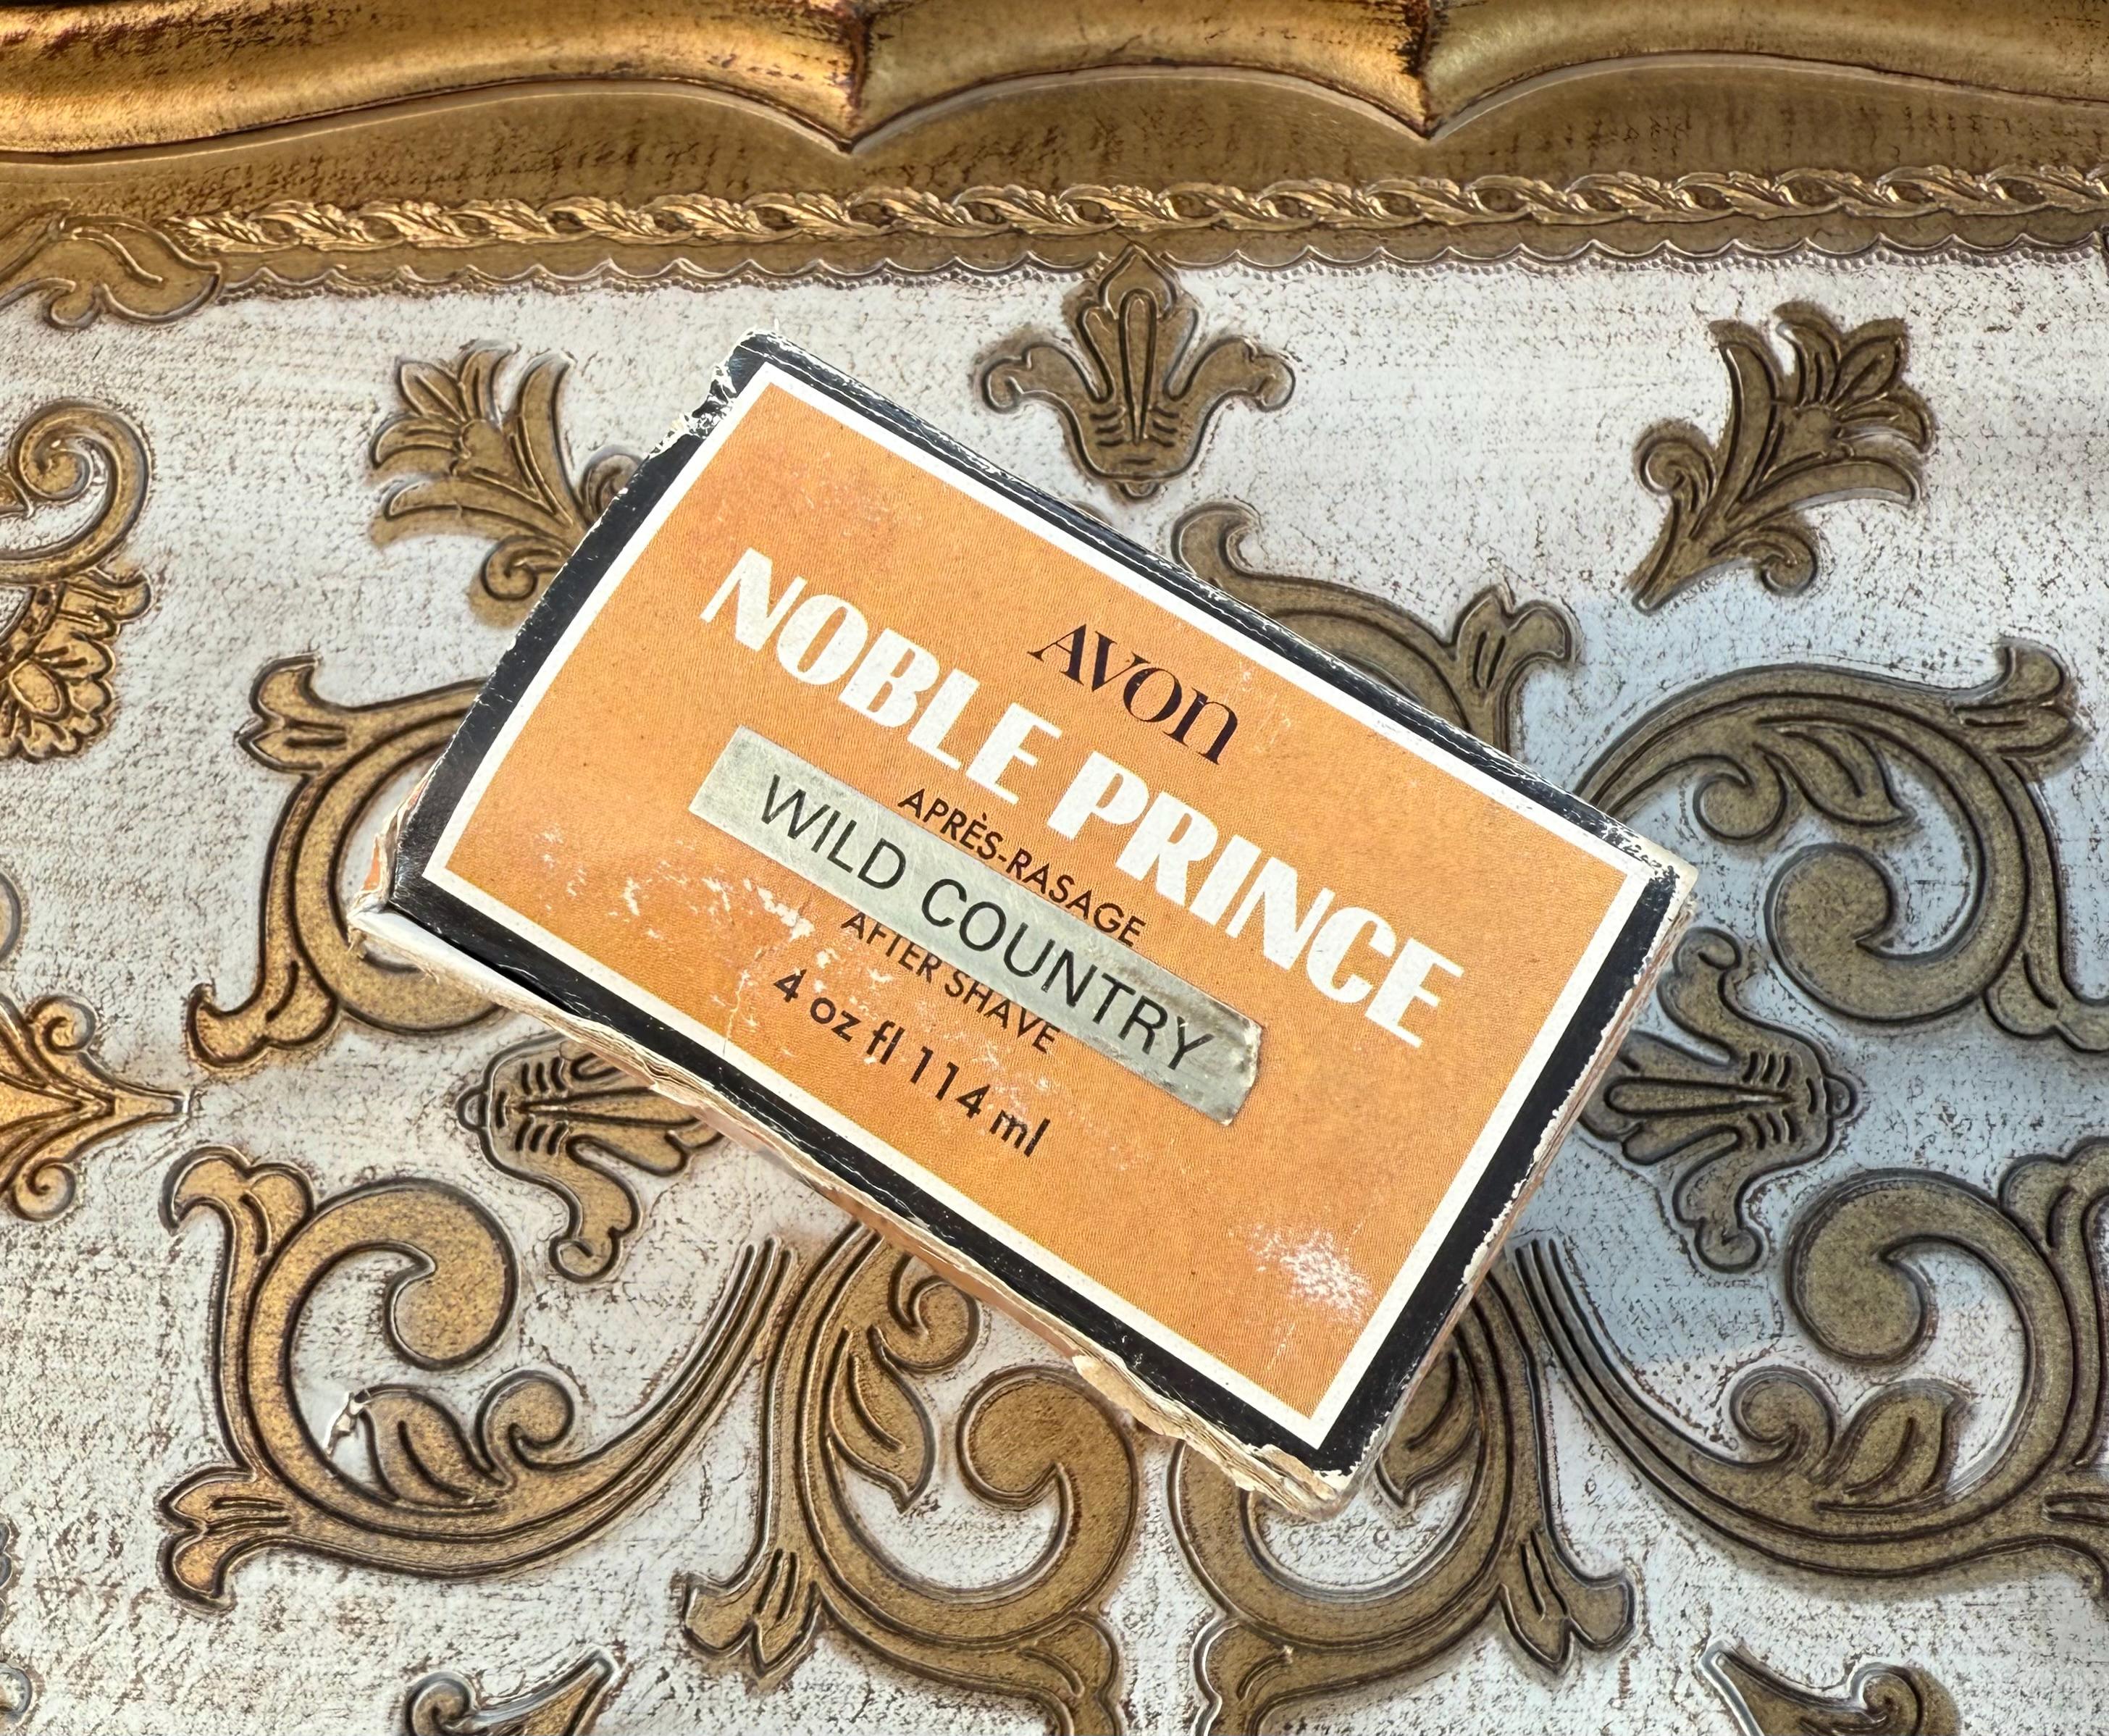 AVON
NOBLE PRINCE
APRÈS-RASAGE
WILD COUNTRY
AFTER SHAVE
4 oz fl 114 ml